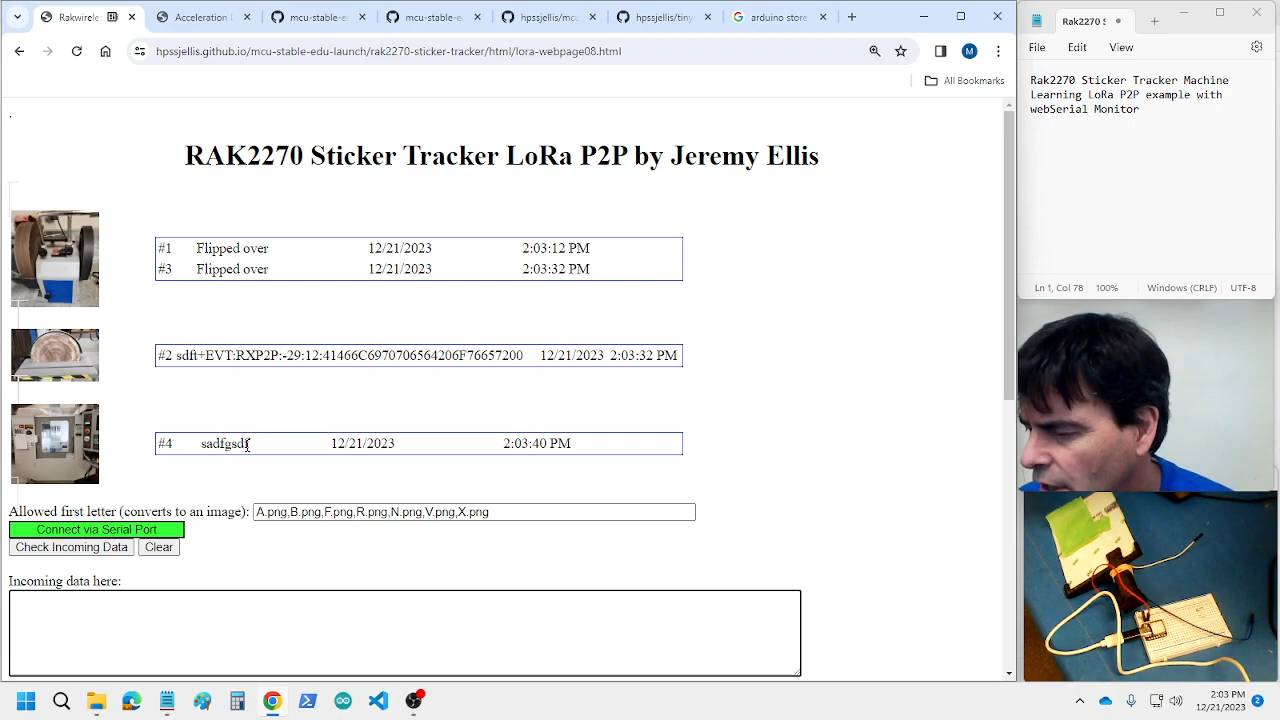 Rakwirele
Acceleration
mcu-stable-e
mcu-stable-e
hpssjellis/mcu
hpssjellis/tiny
arduino store
hpssjellis.github.io/mcu-stable-edu-launch/rak2270-sticker-tracker/html/lora-webpage08.html
M
All Bookmarks
.
RAK2270 Sticker Tracker LoRa P2P by Jeremy Ellis
#1 Flipped over 12/21/2023 2:03:12 PM
#3 Flipped over 12/21/2023 2:03:32 PM
#2 sdft+EVT:RXP2P:-29:12:41466C6970706564206F76657200 12/21/2023 2:03:32 PM
#4 sadfgsdf 12/21/2023 2:03:40 PM
Allowed first letter (converts to an image): A.png,B.png,F.png,R.png,N.png,V.png,X.png
Connect via Serial Port
Check Incoming Data Clear
Incoming data here:
Rak2270 S
File Edit View
Rak2270 Sticker Tracker Machine
Learning LoRa P2P example with
webSerial Monitor
Ln 1, Col 78 100% Windows (CRLF) UTF-8
2:03 PM
12/21/2023
2